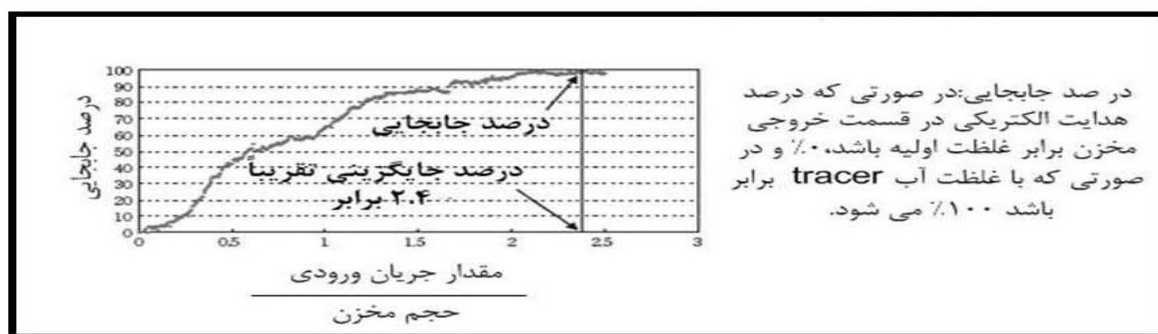 100
90
80
70
60
50
40
30
20
10
0
0
0.5
1
1.5
2
2.5
3
درصد جابجایی
درصد جابجایی
درصد جایگزینی تقریباً
۲.۴ برابر
مقدار جریان ورودی
حجم مخزن
در صد جابجایی:در صورتی که درصد
هدایت الکتریکی در قسمت خروجی
مخزن برابر غلظت اولیه باشد،۰٪ و در
صورتی که با غلظت آب tracer برابر
باشد ۱۰۰٪ می شود.